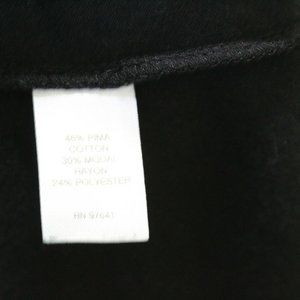 46% PIMA
COTTON
30% MODAL
RAYON
24% POLYESTER
RN 97641